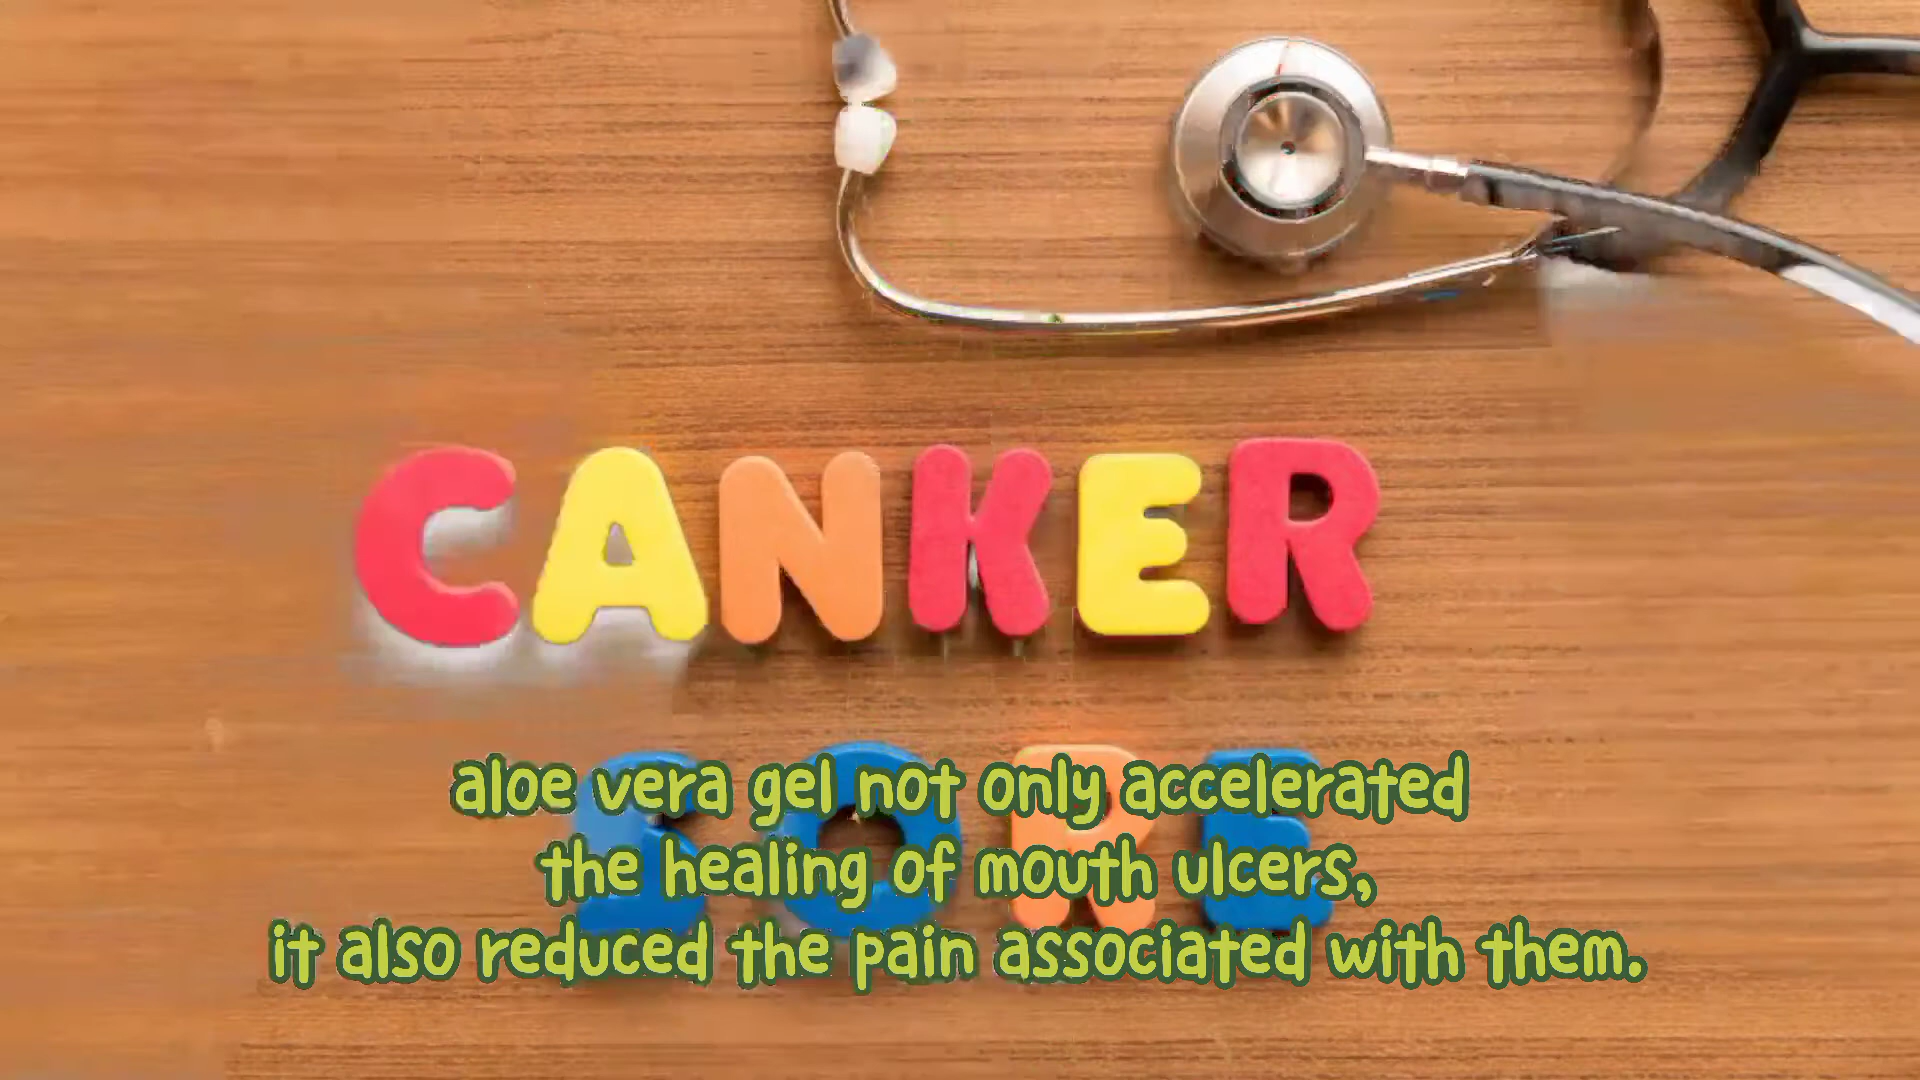 CANKER
SORE
aloe vera gel not only accelerated
the healing of mouth ulcers,
it also reduced the pain associated with them.